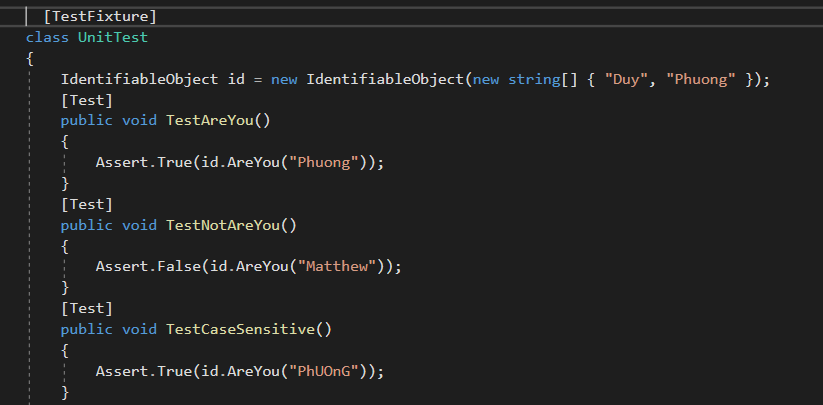 [TestFixture]
class UnitTest
{
IdentifiableObject id = new IdentifiableObject(new string[] { "Duy", "Phuong" });
[Test]
public void TestAreYou()
{
Assert.True(id.AreYou("Phuong"));
}
[Test]
public void TestNotAreYou()
{
Assert.False(id.AreYou("Matthew"));
}
[Test]
public void TestCaseSensitive()
{
Assert.True(id.AreYou("PhUOnG"));
}